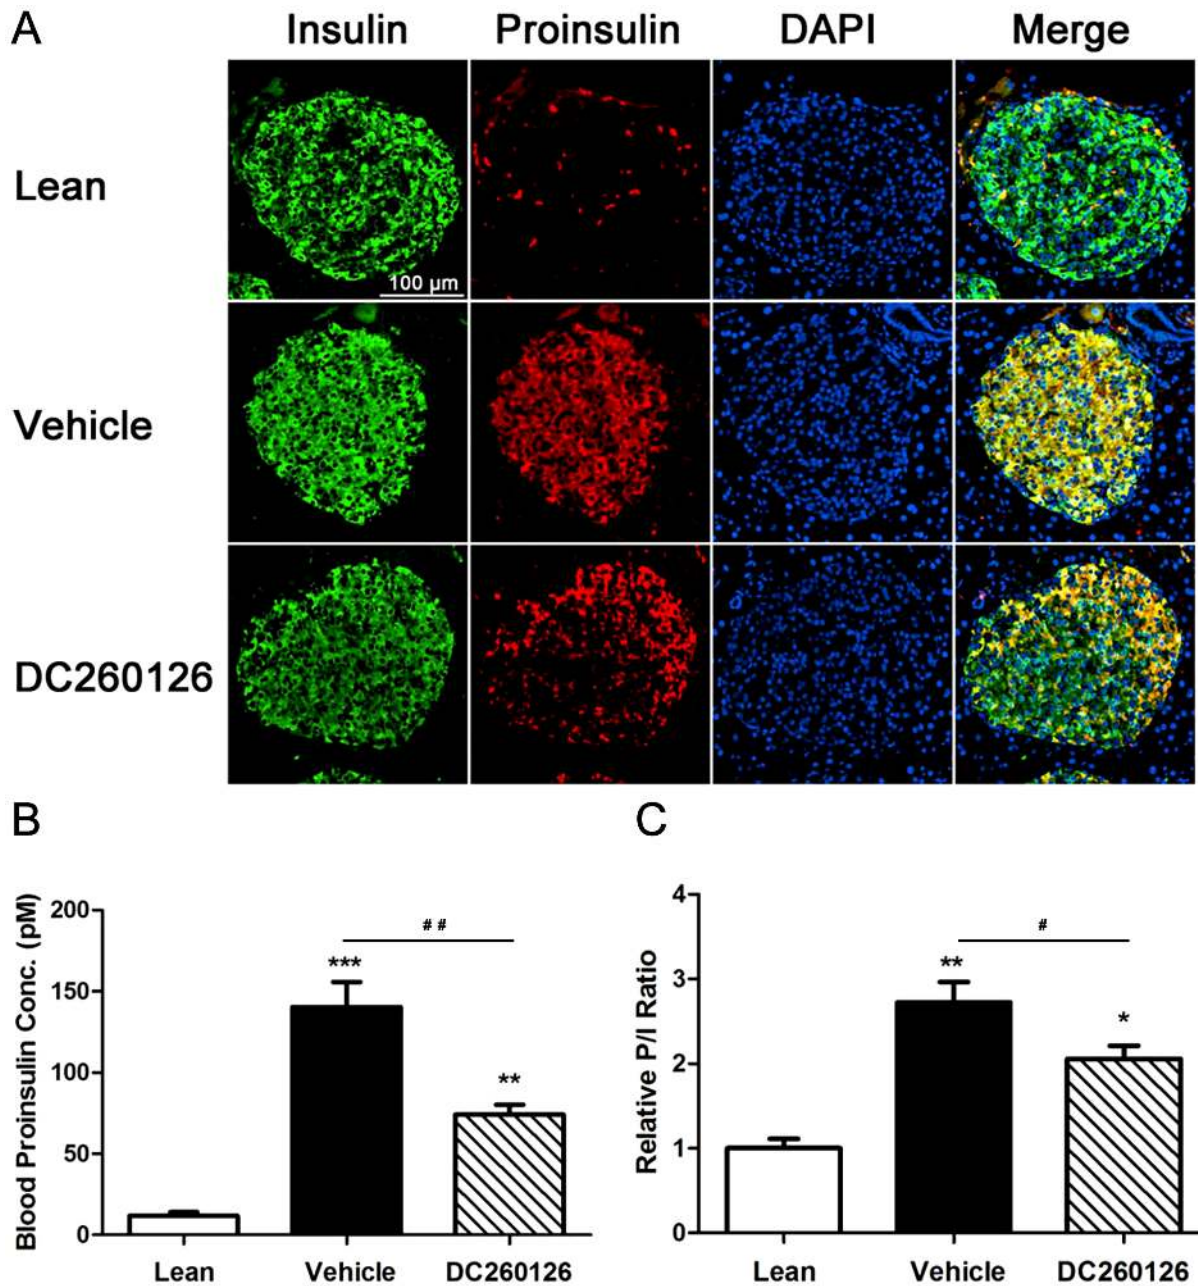 A
Insulin Proinsulin DAPI Merge
Lean
100 µm
Vehicle
DC260126
B
C
Blood Proinsulin Conc. (pM)
200
150
100
50
0
***
# #
**
Lean Vehicle DC260126
Relative P/I Ratio
4
3
2
1
0
**
#
*
Lean Vehicle DC260126